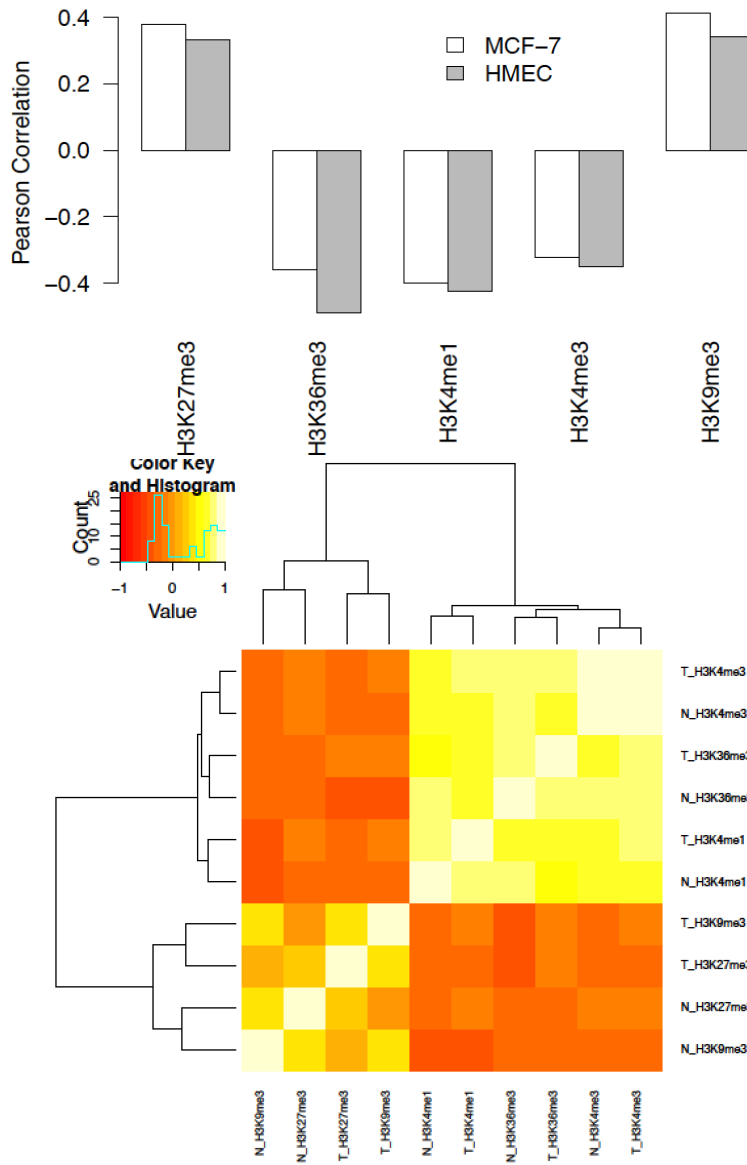 0.4
0.2
0.0
−0.2
−0.4
Pearson Correlation
MCF−7
HMEC
H3K27me3
H3K36me3
H3K4me1
H3K4me3
H3K9me3
Color Key
and Histogram
Count
0 10 25
−1 0 1
Value
T_H3K4me3
N_H3K4me3
T_H3K36me3
N_H3K36me
T_H3K4me1
N_H3K4me1
T_H3K9me3
T_H3K27me3
N_H3K27me
N_H3K9me3
N_H3K9me3
N_H3K27me3
T_H3K27me3
T_H3K9me3
N_H3K4me1
T_H3K4me1
N_H3K36me3
T_H3K36me3
N_H3K4me3
T_H3K4me3